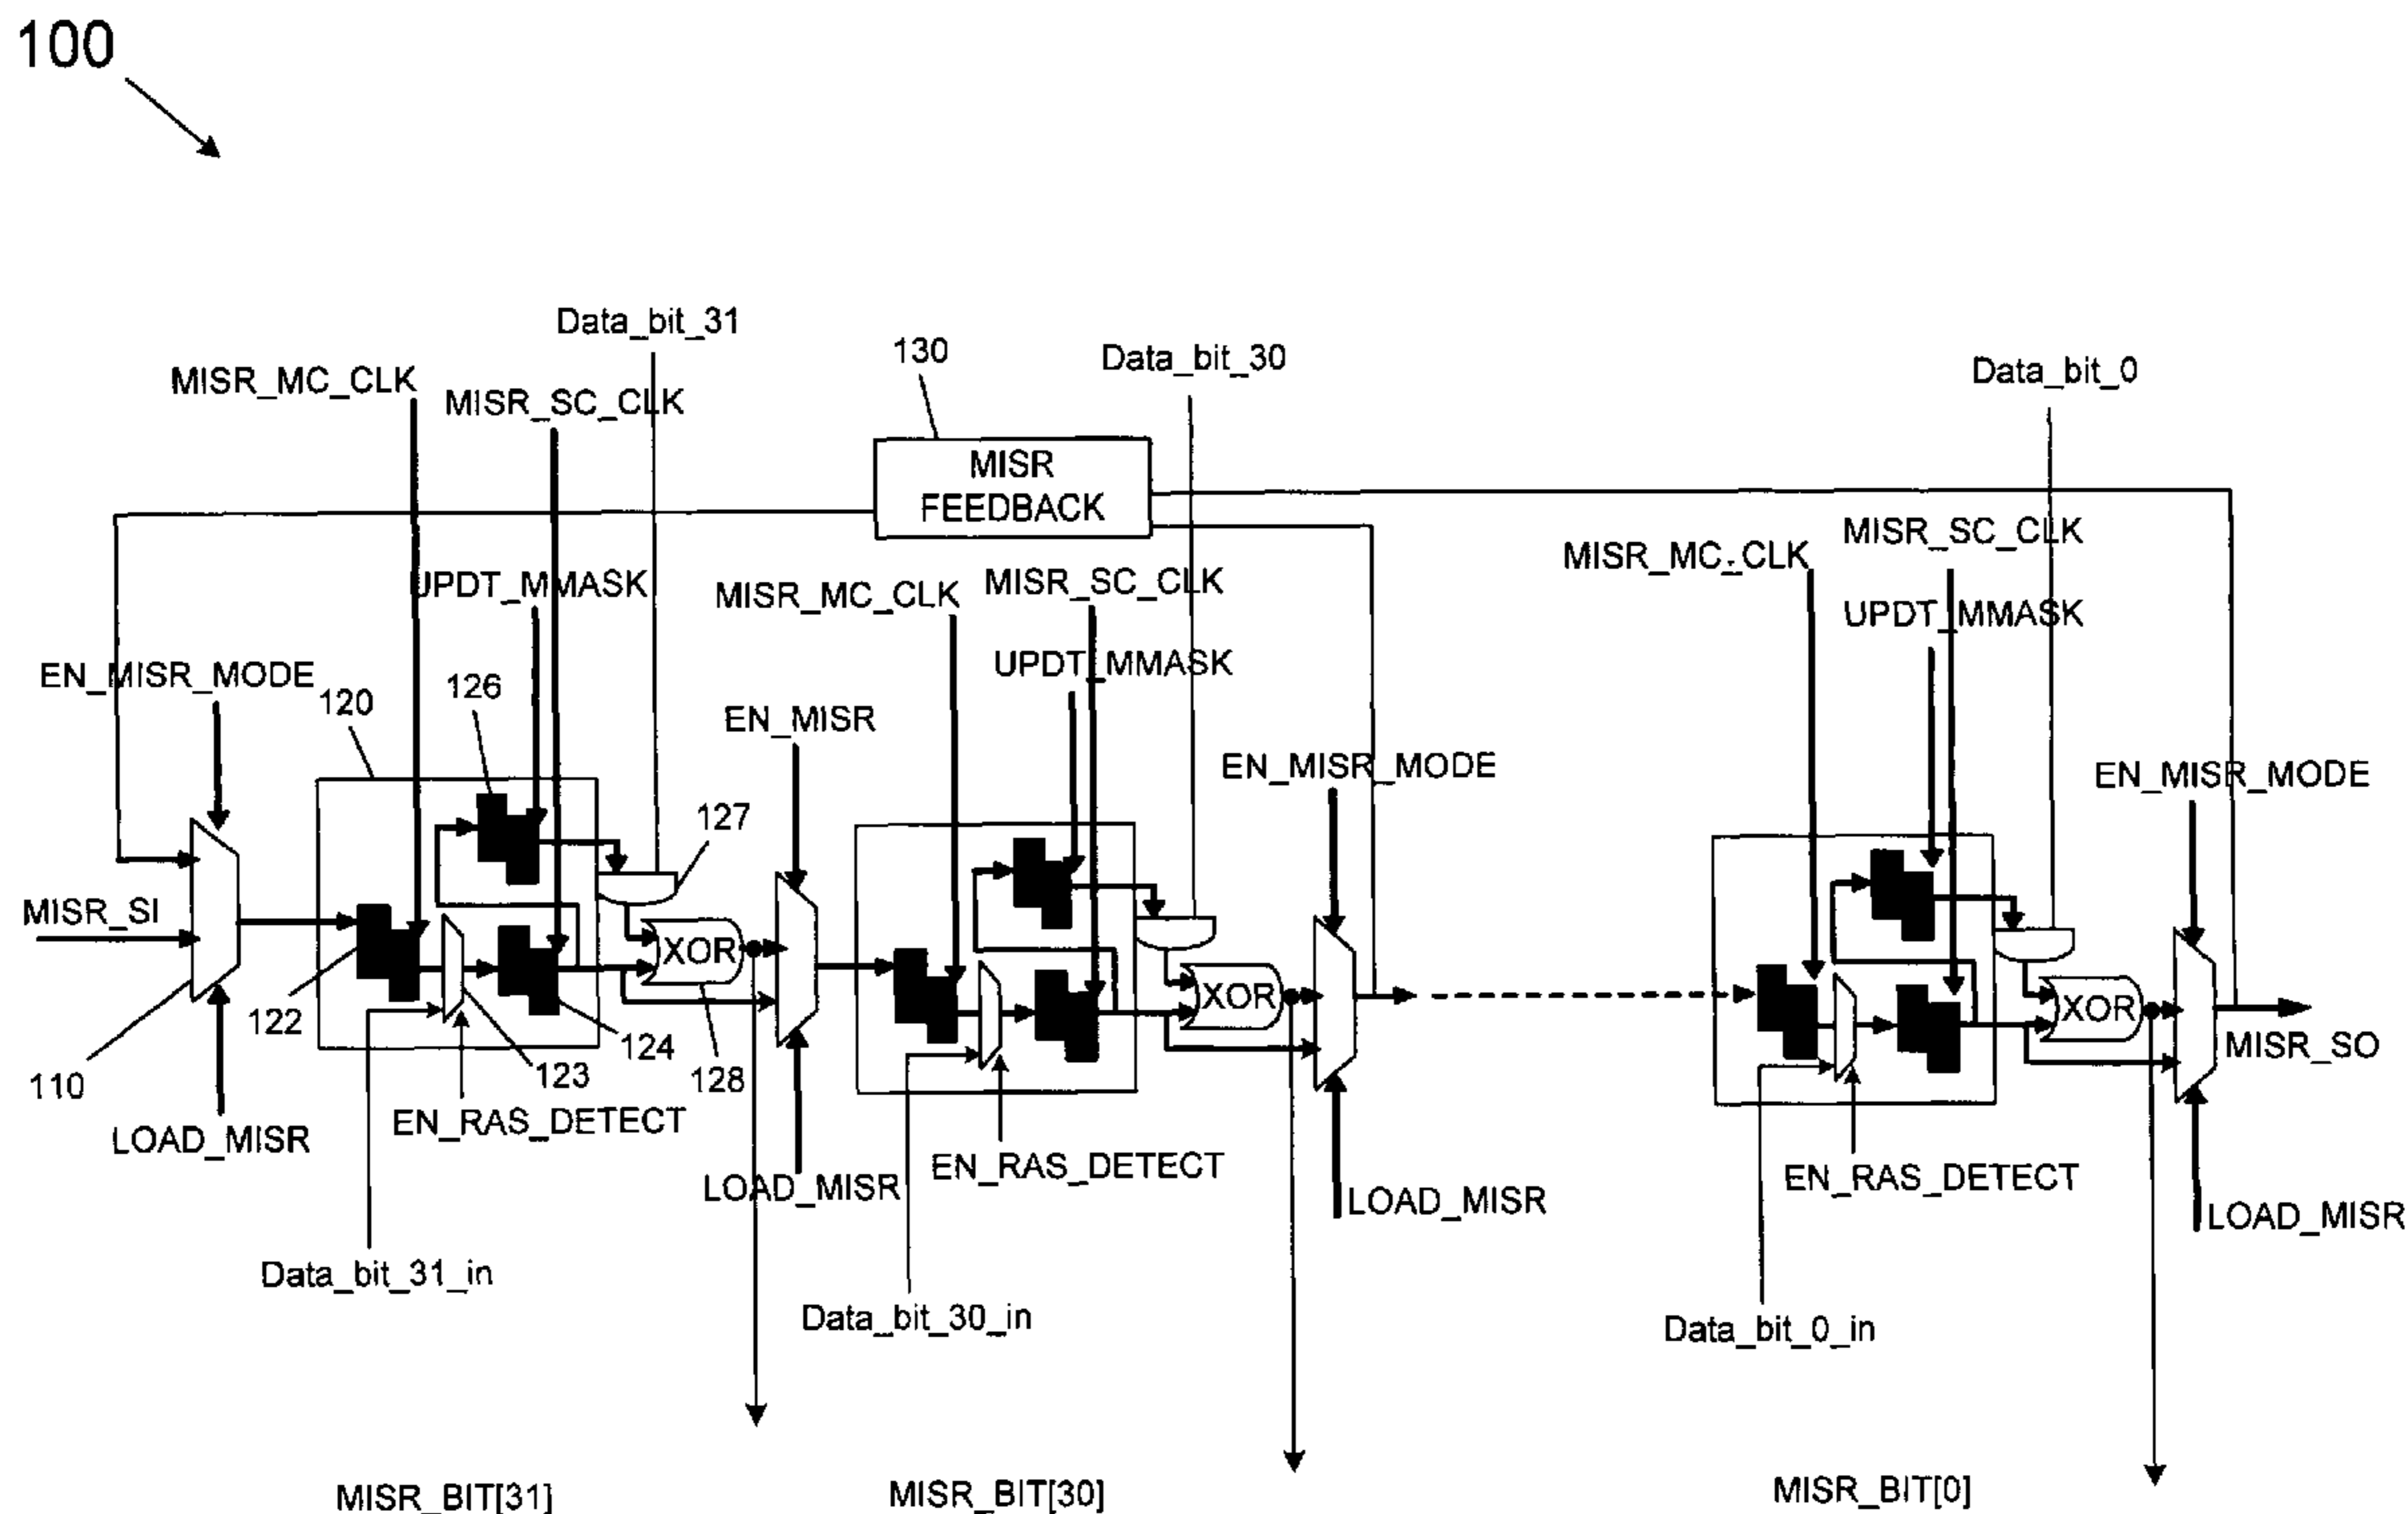 100
Data_bit_31
MISR_MC_CLK
MISR_SC_CLK
130
Data_bit_30
Data_bit_0
MISR
FEEDBACK
UPDT_MMASK
MISR_MC_CLK
MISR_SC_CLK
MISR_MC_CLK
MISR_SC_CLK
UPDT_MMASK
UPDT_MMASK
EN_MISR_MODE
120
126
EN_MISR
EN_MISR_MODE
EN_MISR_MODE
127
MISR_SI
XOR
XOR
XOR
122
110
123
124
128
MISR_SO
LOAD_MISR
EN_RAS_DETECT
LOAD_MISR
EN_RAS_DETECT
LOAD_MISR
EN_RAS_DETECT
LOAD_MISR
Data_bit_31_in
Data_bit_30_in
Data_bit_0_in
MISR_BIT[31]
MISR_BIT[30]
MISR_BIT[0]